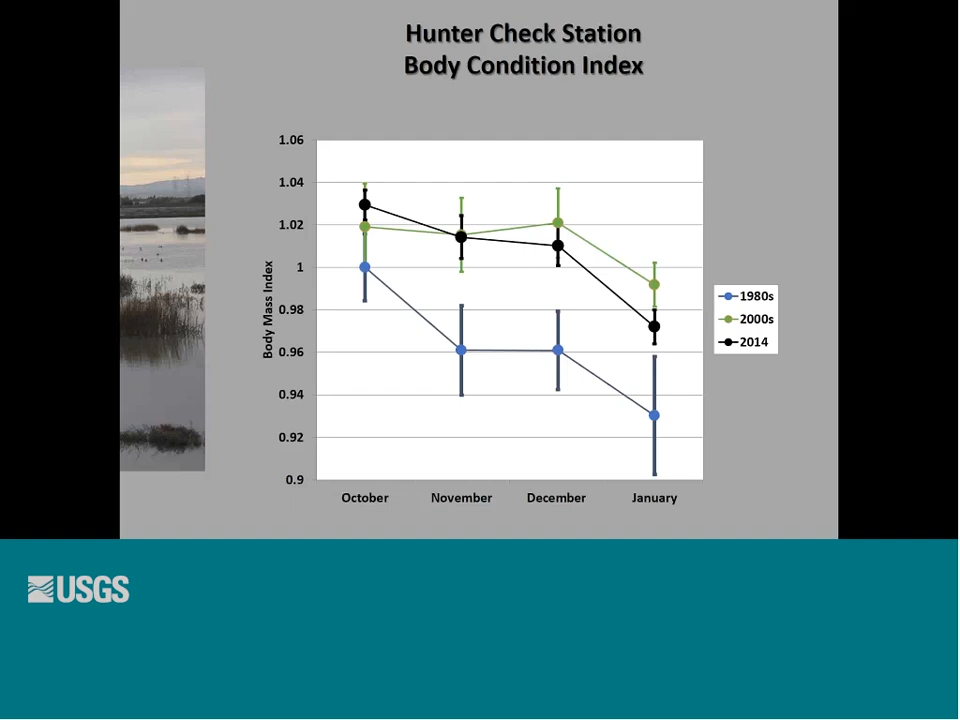 Hunter Check Station
Body Condition Index
1.06
1.04
1.02
1
0.98
0.96
0.94
0.92
0.9
Body Mass Index
October November December January
1980s
2000s
2014
USGS